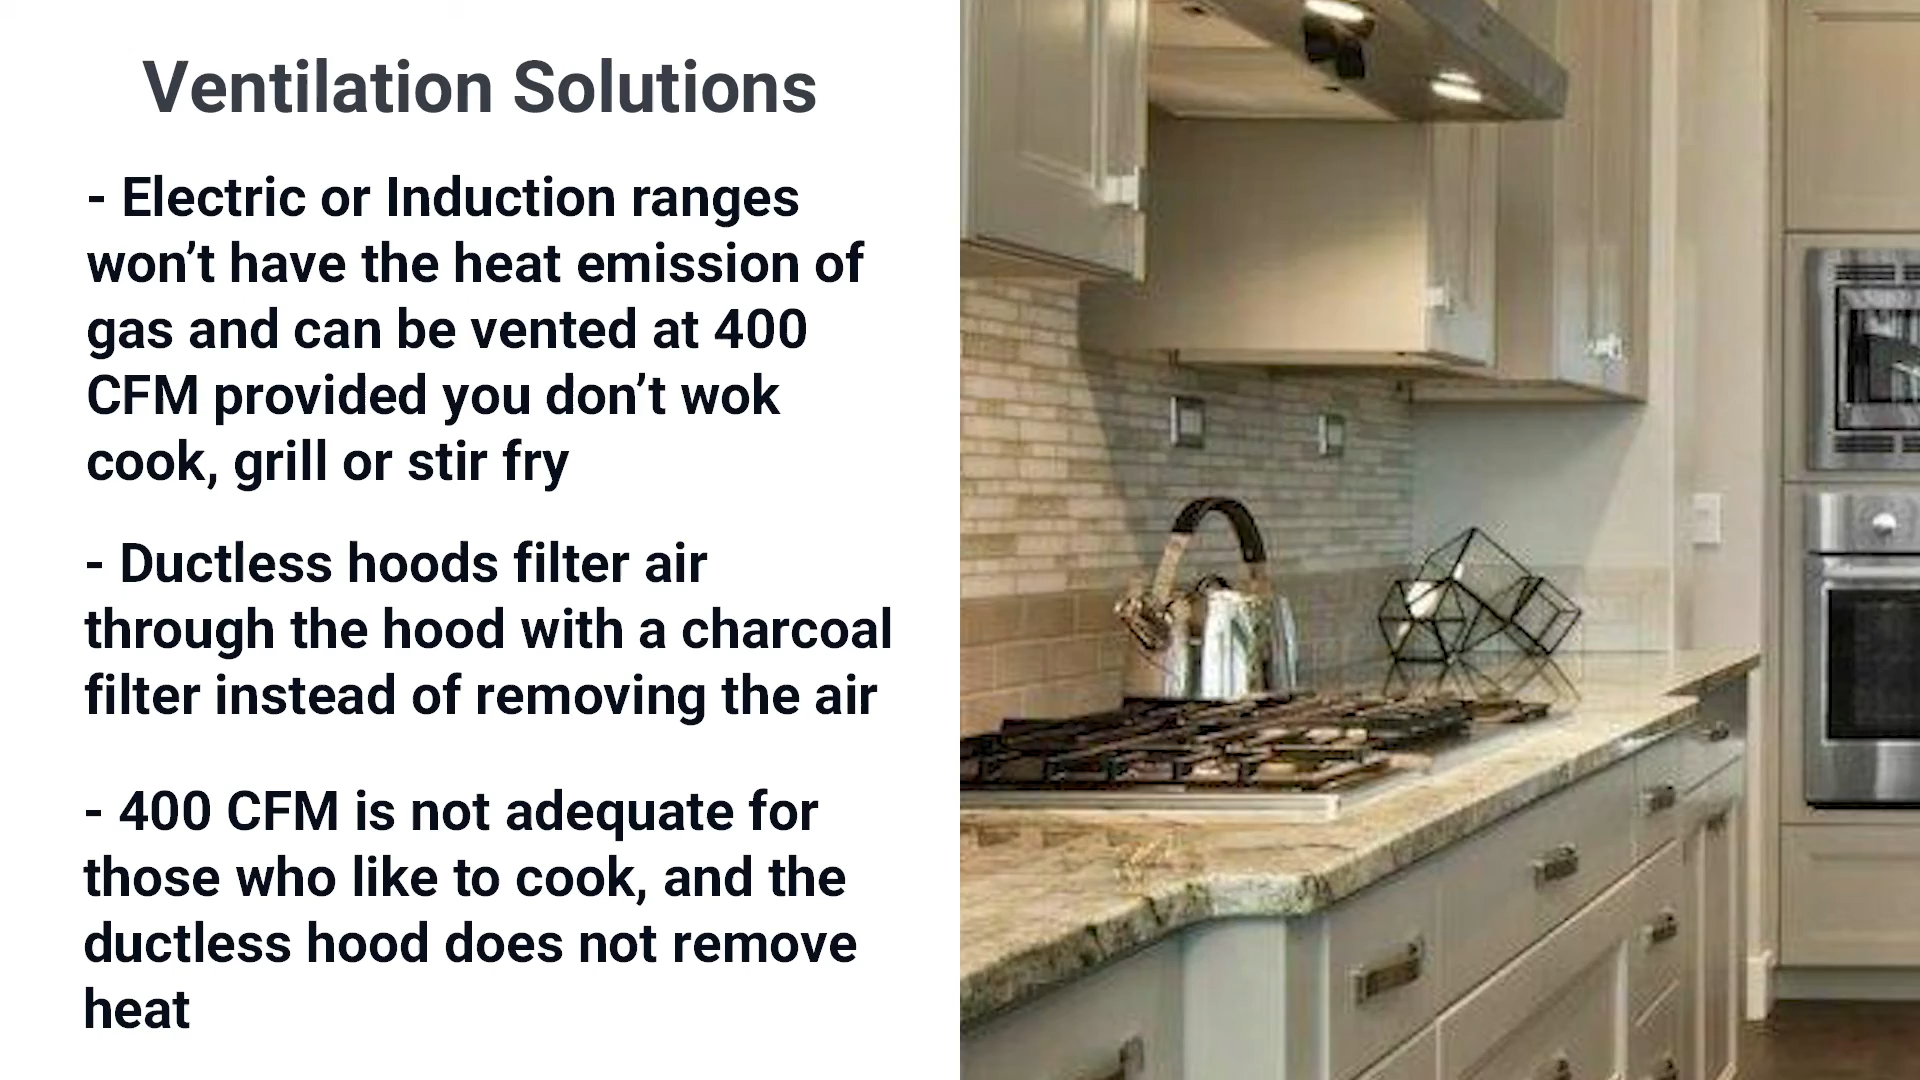 Ventilation Solutions
- Electric or Induction ranges
won’t have the heat emission of
gas and can be vented at 400
CFM provided you don’t wok
cook, grill or stir fry
- Ductless hoods filter air
through the hood with a charcoal
filter instead of removing the air
- 400 CFM is not adequate for
those who like to cook, and the
ductless hood does not remove
heat